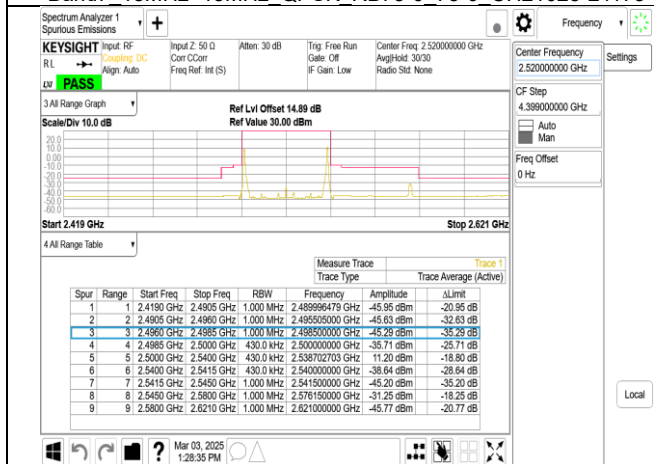 Spectrum Analyzer 1
Spurious Emissions
Frequency
KEYSIGHT Input: RF Input Z: 50 Ω Atten: 30 dB Trig: Free Run Center Freq: 2.520000000 GHz
RL Coupling: DC Corr CCorr Gate: Off Avg|Hold: 30/30
Align: Auto Freq Ref: Int (S) IF Gain: Low Radio Std: None
LXI PASS
Center Frequency
2.520000000 GHz
Settings
CF Step
4.399000000 GHz
Auto
Man
Freq Offset
0 Hz
3 All Range Graph
Ref Lvl Offset 14.89 dB
Scale/Div 10.0 dB Ref Value 30.00 dBm
20.0
10.0
0.00
-10.0
-20.0
-30.0
-40.0
-50.0
-60.0
Start 2.419 GHz Stop 2.621 GHz
4 All Range Table
Measure Trace Trace 1
Trace Type Trace Average (Active)
Spur Range Start Freq Stop Freq RBW Frequency Amplitude ΔLimit
1 1 2.4190 GHz 2.4905 GHz 1.000 MHz 2.489996479 GHz -45.95 dBm -20.95 dB
2 2 2.4905 GHz 2.4960 GHz 1.000 MHz 2.495505000 GHz -45.63 dBm -32.63 dB
3 3 2.4960 GHz 2.4985 GHz 1.000 MHz 2.498500000 GHz -45.29 dBm -35.29 dB
4 4 2.4985 GHz 2.5000 GHz 430.0 kHz 2.500000000 GHz -35.71 dBm -25.71 dB
5 5 2.5000 GHz 2.5400 GHz 430.0 kHz 2.538702703 GHz 11.20 dBm -18.80 dB
6 6 2.5400 GHz 2.5415 GHz 430.0 kHz 2.540000000 GHz -38.64 dBm -28.64 dB
7 7 2.5415 GHz 2.5450 GHz 1.000 MHz 2.541500000 GHz -45.20 dBm -35.20 dB
8 8 2.5450 GHz 2.5800 GHz 1.000 MHz 2.576150000 GHz -31.25 dBm -18.25 dB
9 9 2.5800 GHz 2.6210 GHz 1.000 MHz 2.621000000 GHz -45.77 dBm -20.77 dB
Local
Mar 03, 2025
1:28:35 PM